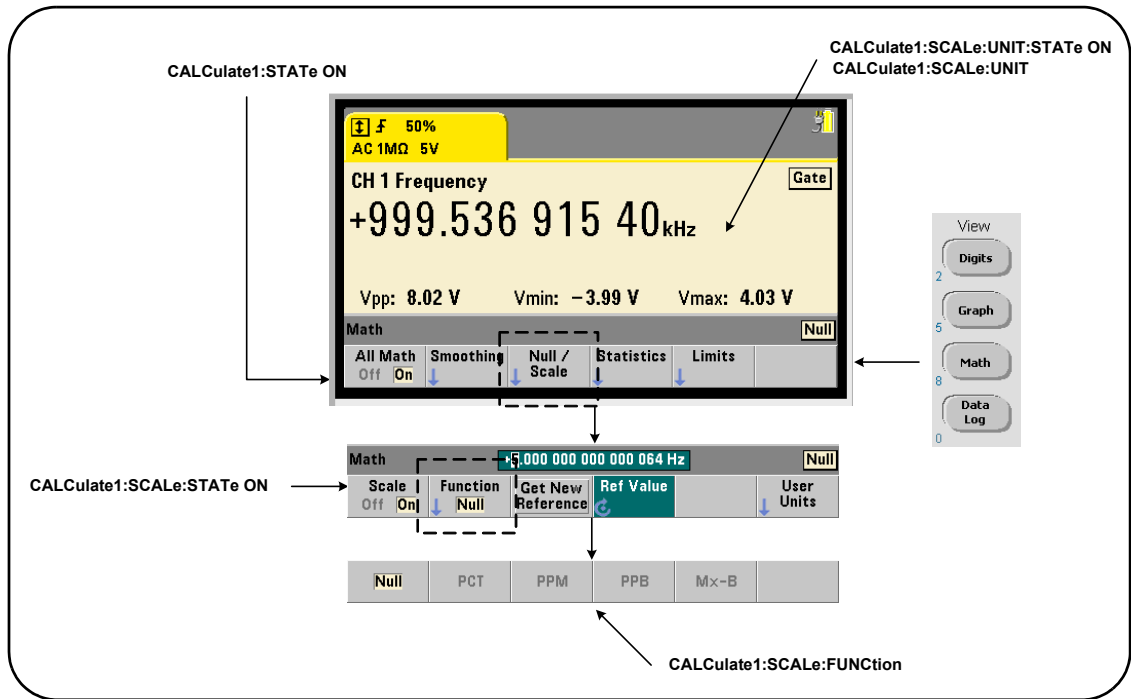 CALCulate1:STATe ON
CALCulate1:SCALe:UNIT:STATe ON
CALCulate1:SCALe:UNIT
50%
AC 1MΩ 5V
CH 1 Frequency
Gate
+999.536 915 40 kHz
Vpp: 8.02 V Vmin: −3.99 V Vmax: 4.03 V
Math Null
All Math Smoothing Null / Statistics Limits
Off On Scale
View
Digits
2
Graph
5
Math
8
Data
Log
0
Math 5.000 000 000 000 064 Hz Null
CALCulate1:SCALe:STATe ON
Scale Function Get New Ref Value User
Off On Null Reference Units
Null PCT PPM PPB Mx-B
CALCulate1:SCALe:FUNCtion